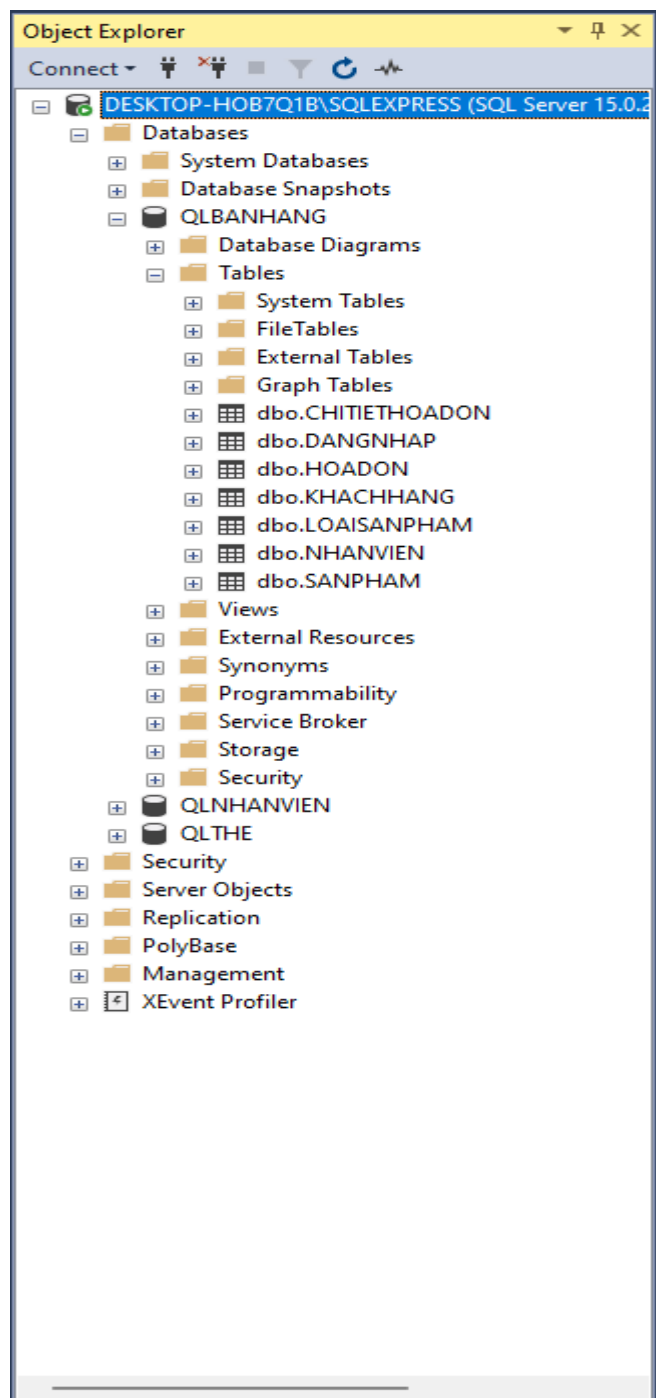 Object Explorer
Connect
DESKTOP-HOB7Q1B\SQLEXPRESS (SQL Server 15.0.2
Databases
System Databases
Database Snapshots
QLBANHANG
Database Diagrams
Tables
System Tables
FileTables
External Tables
Graph Tables
dbo.CHITIETHOADON
dbo.DANGNHAP
dbo.HOADON
dbo.KHACHHANG
dbo.LOAISANPHAM
dbo.NHANVIEN
dbo.SANPHAM
Views
External Resources
Synonyms
Programmability
Service Broker
Storage
Security
QLNHANVIEN
QLTHE
Security
Server Objects
Replication
PolyBase
Management
XEvent Profiler